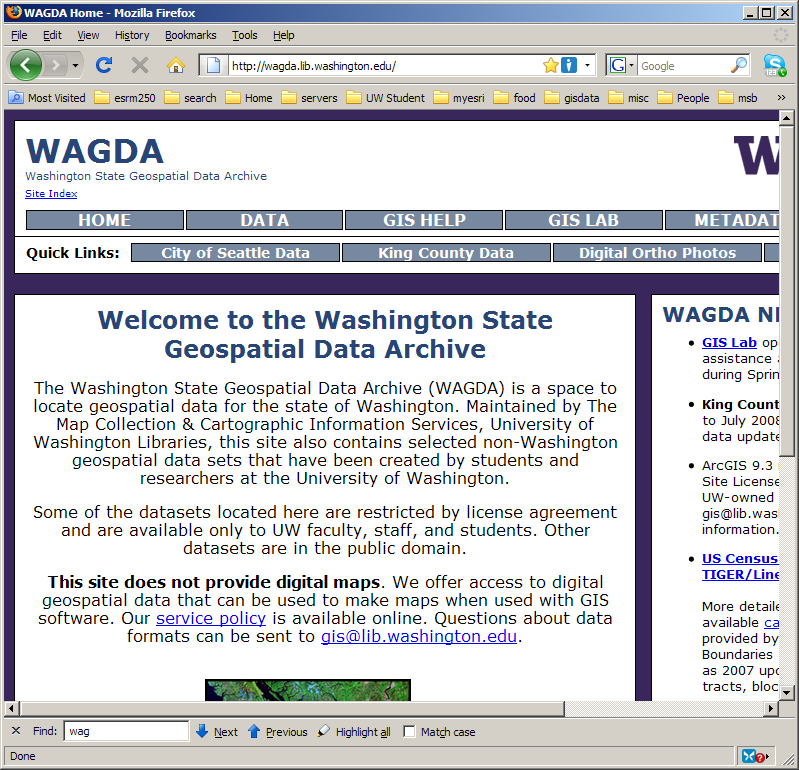 WAGDA Home - Mozilla Firefox
File Edit View History Bookmarks Tools Help
http://wagda.lib.washington.edu/
G Google
Most Visited esrm250 search Home servers UW Student myesri food gisdata misc People msb »
WAGDA
W
Washington State Geospatial Data Archive
Site Index
HOME DATA GIS HELP GIS LAB METADAT
Quick Links: City of Seattle Data King County Data Digital Ortho Photos
Welcome to the Washington State
Geospatial Data Archive
The Washington State Geospatial Data Archive (WAGDA) is a space to
locate geospatial data for the state of Washington. Maintained by The
Map Collection & Cartographic Information Services, University of
Washington Libraries, this site also contains selected non-Washington
geospatial data sets that have been created by students and
researchers at the University of Washington.
Some of the datasets located here are restricted by license agreement
and are available only to UW faculty, staff, and students. Other
datasets are in the public domain.
This site does not provide digital maps. We offer access to digital
geospatial data that can be used to make maps when used with GIS
software. Our service policy is available online. Questions about data
formats can be sent to gis@lib.washington.edu.
WAGDA NE
GIS Lab ope
assistance a
during Sprin
King Count
to July 2008
data update
ArcGIS 9.3
Site License
UW-owned
gis@lib.was
information.
US Census
TIGER/Line
More detaile
available ca
provided by
Boundaries
as 2007 upd
tracts, bloc
Find: wag Next Previous Highlight all Match case
Done